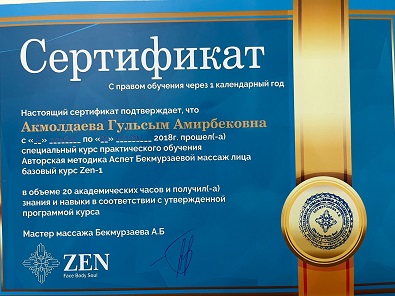 Сертификат
С правом обучения через 1 календарный год
Настоящий сертификат подтверждает, что
Акмолдаева Гульсым Амирбековна
с «__» ________ по «__» _________ 2018г. прошел(-а)
специальный курс практического обучения
Авторская методика Аспет Бекмурзаевой массаж лица
базовый курс Zen-1
в объеме 20 академических часов и получил(-а)
знания и навыки в соответствии с утвержденной
программой курса
Мастер массажа Бекмурзаева А.Б
ZEN
Face Body Soul